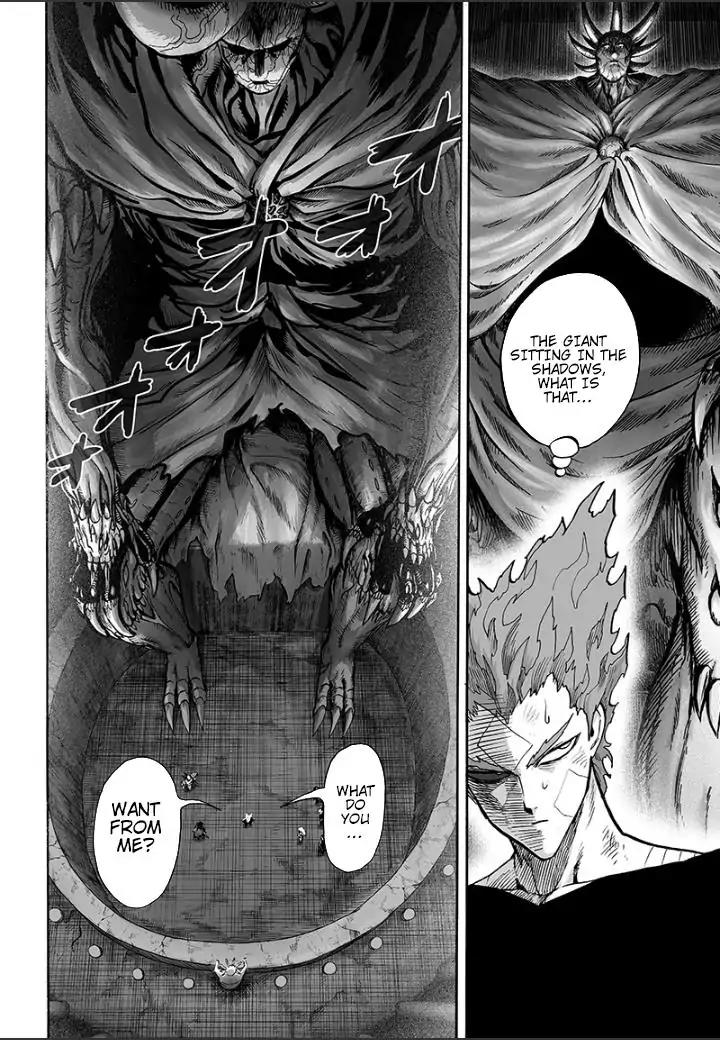 THE GIANT
SITTING IN THE
SHADOWS,
WHAT IS
THAT...
オオオオオオ
WHAT
DO
YOU
...
WANT
FROM
ME?